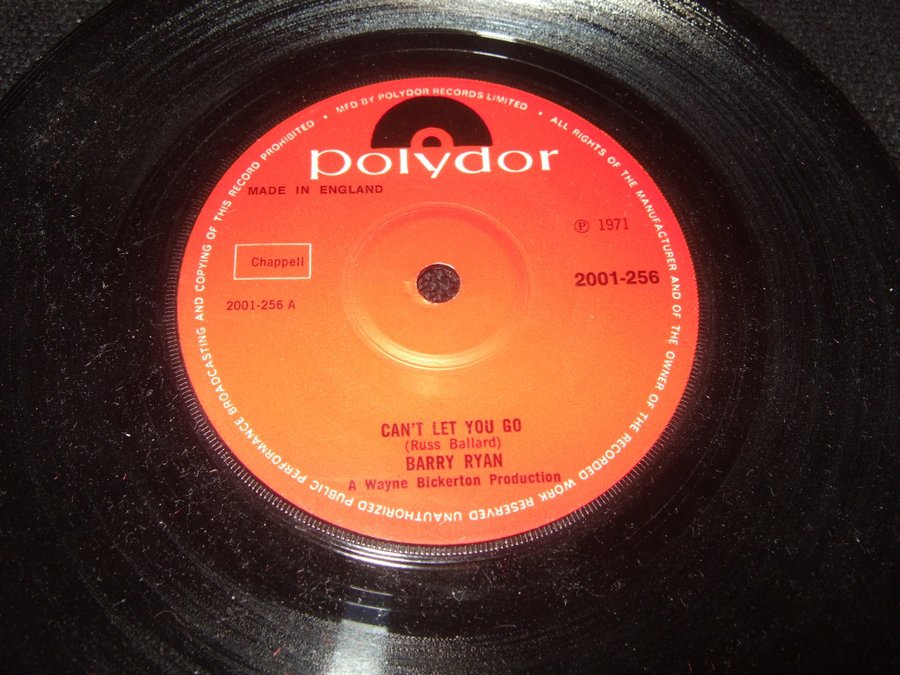 MFD BY POLYDOR RECORDS LIMITED • ALL RIGHTS OF THE MANUFACTURER AND OF THE OWNER OF THE RECORDED WORK RESERVED UNAUTHORIZED PUBLIC PERFORMANCE BROADCASTING AND COPYING OF THIS RECORD PROHIBITED •
polydor
MADE IN ENGLAND
℗ 1971
Chappell
2001-256
2001-256 A
CAN'T LET YOU GO
(Russ Ballard)
BARRY RYAN
A Wayne Bickerton Production